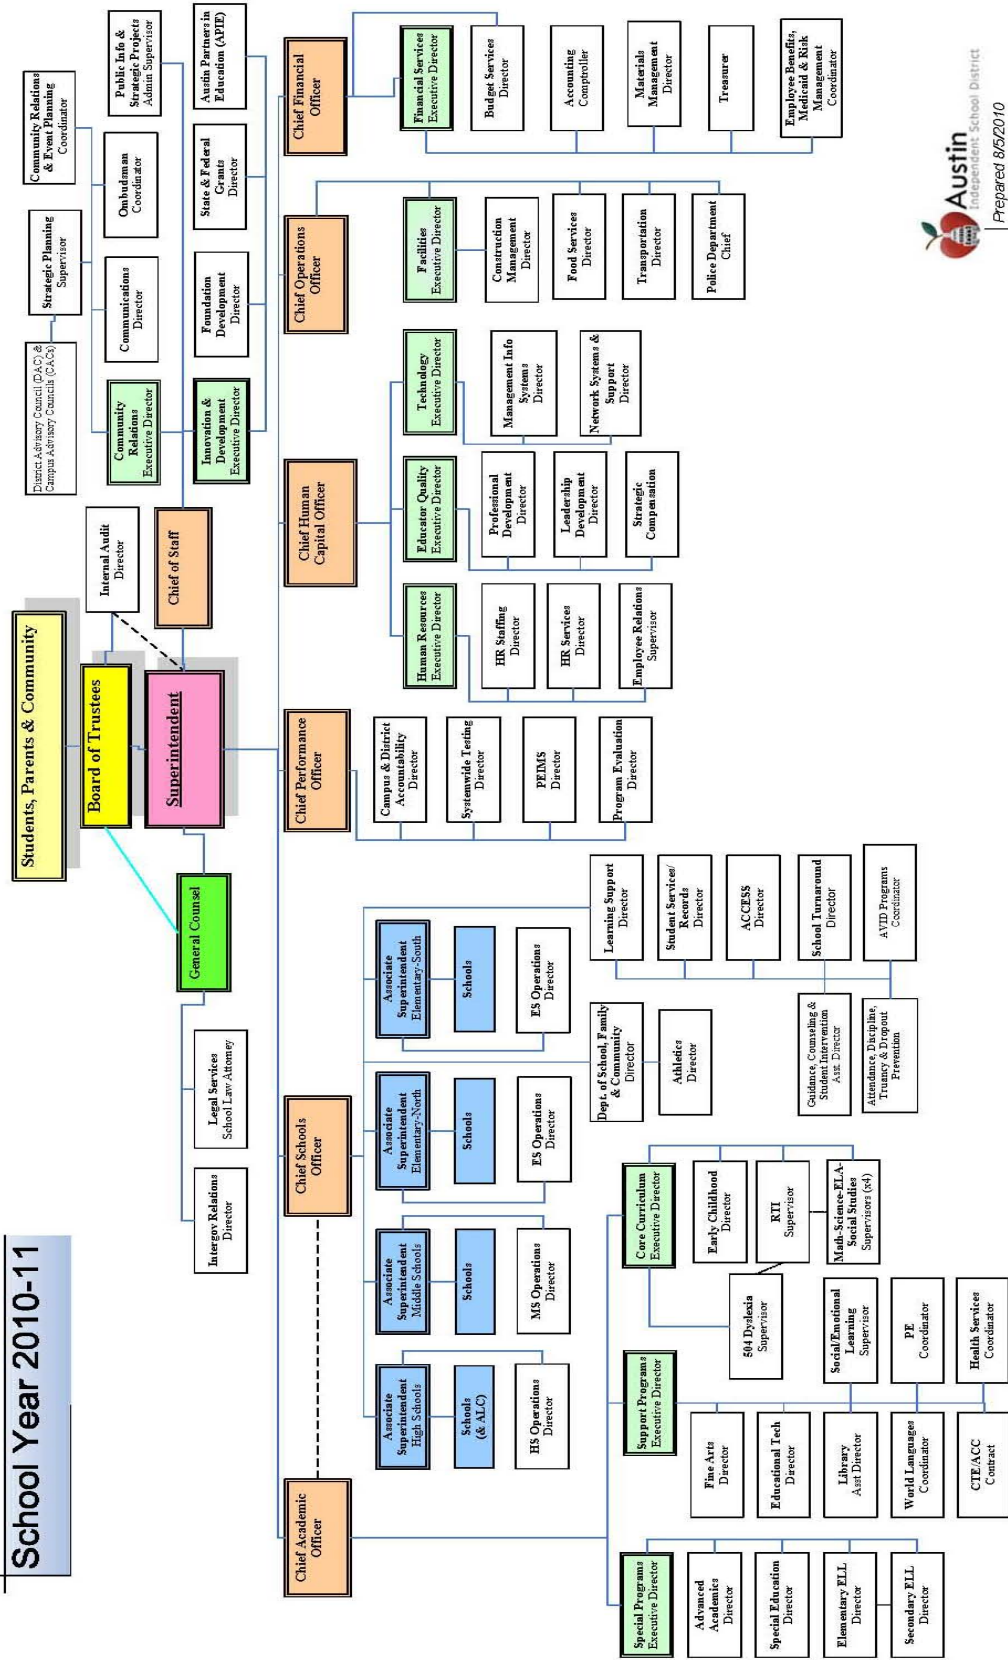 School Year 2010-11
Students, Parents & Community
Board of Trustees
Superintendent
Internal Audit
Director
Chief of Staff
General Counsel
Intergov Relations
Director
Legal Services
School Law Attorney
District Advisory Council (DAC) &
Campus Advisory Councils (CACs)
Strategic Planning
Supervisor
Community Relations
& Event Planning
Coordinator
Community
Relations
Executive Director
Communications
Director
Ombudsman
Coordinator
Public Info &
Strategic Projects
Admin Supervisor
Innovation &
Development
Executive Director
Foundation
Development
Director
State & Federal
Grants
Director
Austin Partners in
Education (APIE)
Chief Academic
Officer
Chief Schools
Officer
Chief Performance
Officer
Chief Human
Capital Officer
Chief Operations
Officer
Chief Financial
Officer
Special Programs
Executive Director
Advanced
Academics
Director
Special Education
Director
Elementary ELL
Director
Secondary ELL
Director
Support Programs
Executive Director
Fine Arts
Director
Educational Tech
Director
Library
Asst Director
World Languages
Coordinator
CTE/ACC
Contract
Social/Emotional
Learning
Supervisor
PE
Coordinator
Health Services
Coordinator
Core Curriculum
Executive Director
504 Dyslexia
Supervisor
Early Childhood
Director
RTI
Supervisor
Math-Science-ELA-
Social Studies
Supervisors (x4)
Associate
Superintendent
High Schools
Schools
(& ALC)
HS Operations
Director
Associate
Superintendent
Middle Schools
Schools
MS Operations
Director
Associate
Superintendent
Elementary-North
Schools
ES Operations
Director
Associate
Superintendent
Elementary-South
Schools
ES Operations
Director
Dept. of School, Family
& Community
Director
Athletics
Director
Learning Support
Director
Student Services/
Records
Director
ACCESS
Director
School Turnaround
Director
AVID Programs
Coordinator
Guidance, Counseling &
Student Intervention
Asst. Director
Attendance, Discipline,
Truancy & Dropout
Prevention
Campus & District
Accountability
Director
Systemwide Testing
Director
PEIMS
Director
Program Evaluation
Director
Human Resources
Executive Director
HR Staffing
Director
HR Services
Director
Employee Relations
Supervisor
Educator Quality
Executive Director
Professional
Development
Director
Leadership
Development
Director
Strategic
Compensation
Technology
Executive Director
Management Info
Systems
Director
Network Systems &
Support
Director
Facilities
Executive Director
Construction
Management
Director
Food Services
Director
Transportation
Director
Police Department
Chief
Financial Services
Executive Director
Budget Services
Director
Accounting
Comptroller
Materials
Management
Director
Treasurer
Employee Benefits,
Medicaid & Risk
Management
Coordinator
Austin
Independent School District
Prepared 8/5/2010